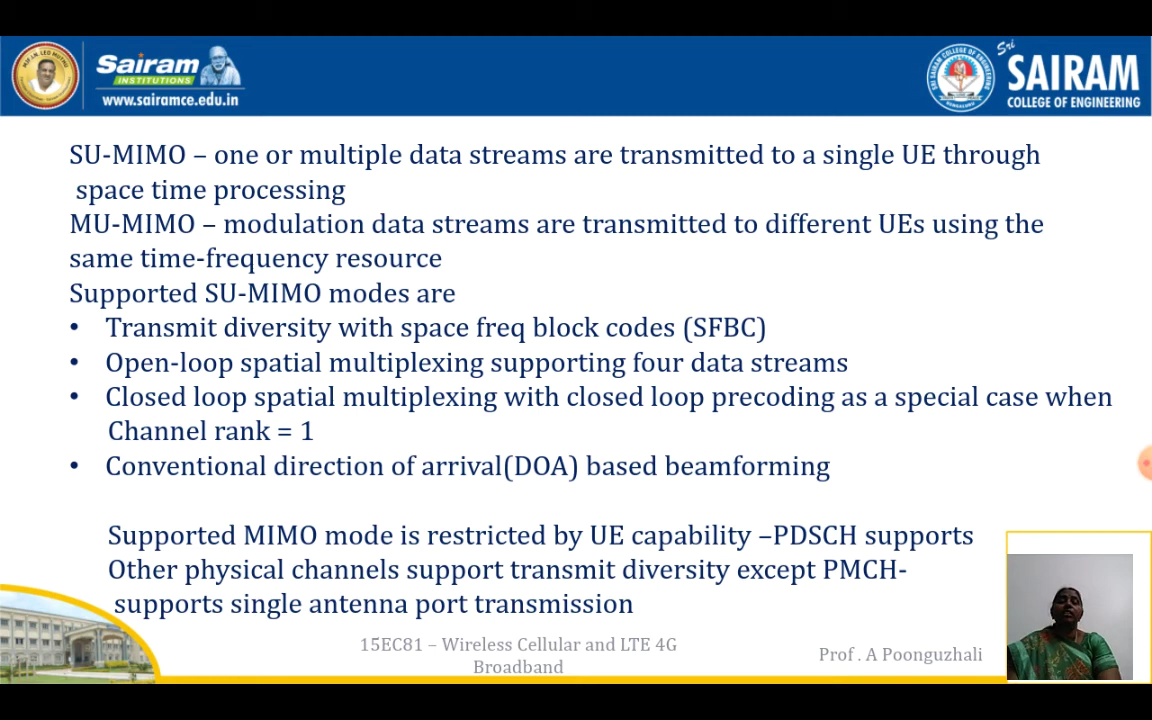 Sairam
INSTITUTIONS
www.sairamce.edu.in
Sri
SAIRAM
COLLEGE OF ENGINEERING
SU-MIMO – one or multiple data streams are transmitted to a single UE through
space time processing
MU-MIMO – modulation data streams are transmitted to different UEs using the
same time-frequency resource
Supported SU-MIMO modes are
• Transmit diversity with space freq block codes (SFBC)
• Open-loop spatial multiplexing supporting four data streams
• Closed loop spatial multiplexing with closed loop precoding as a special case when
Channel rank = 1
• Conventional direction of arrival(DOA) based beamforming
Supported MIMO mode is restricted by UE capability –PDSCH supports
Other physical channels support transmit diversity except PMCH-
supports single antenna port transmission
15EC81 – Wireless Cellular and LTE 4G
Broadband
Prof . A Poonguzhali